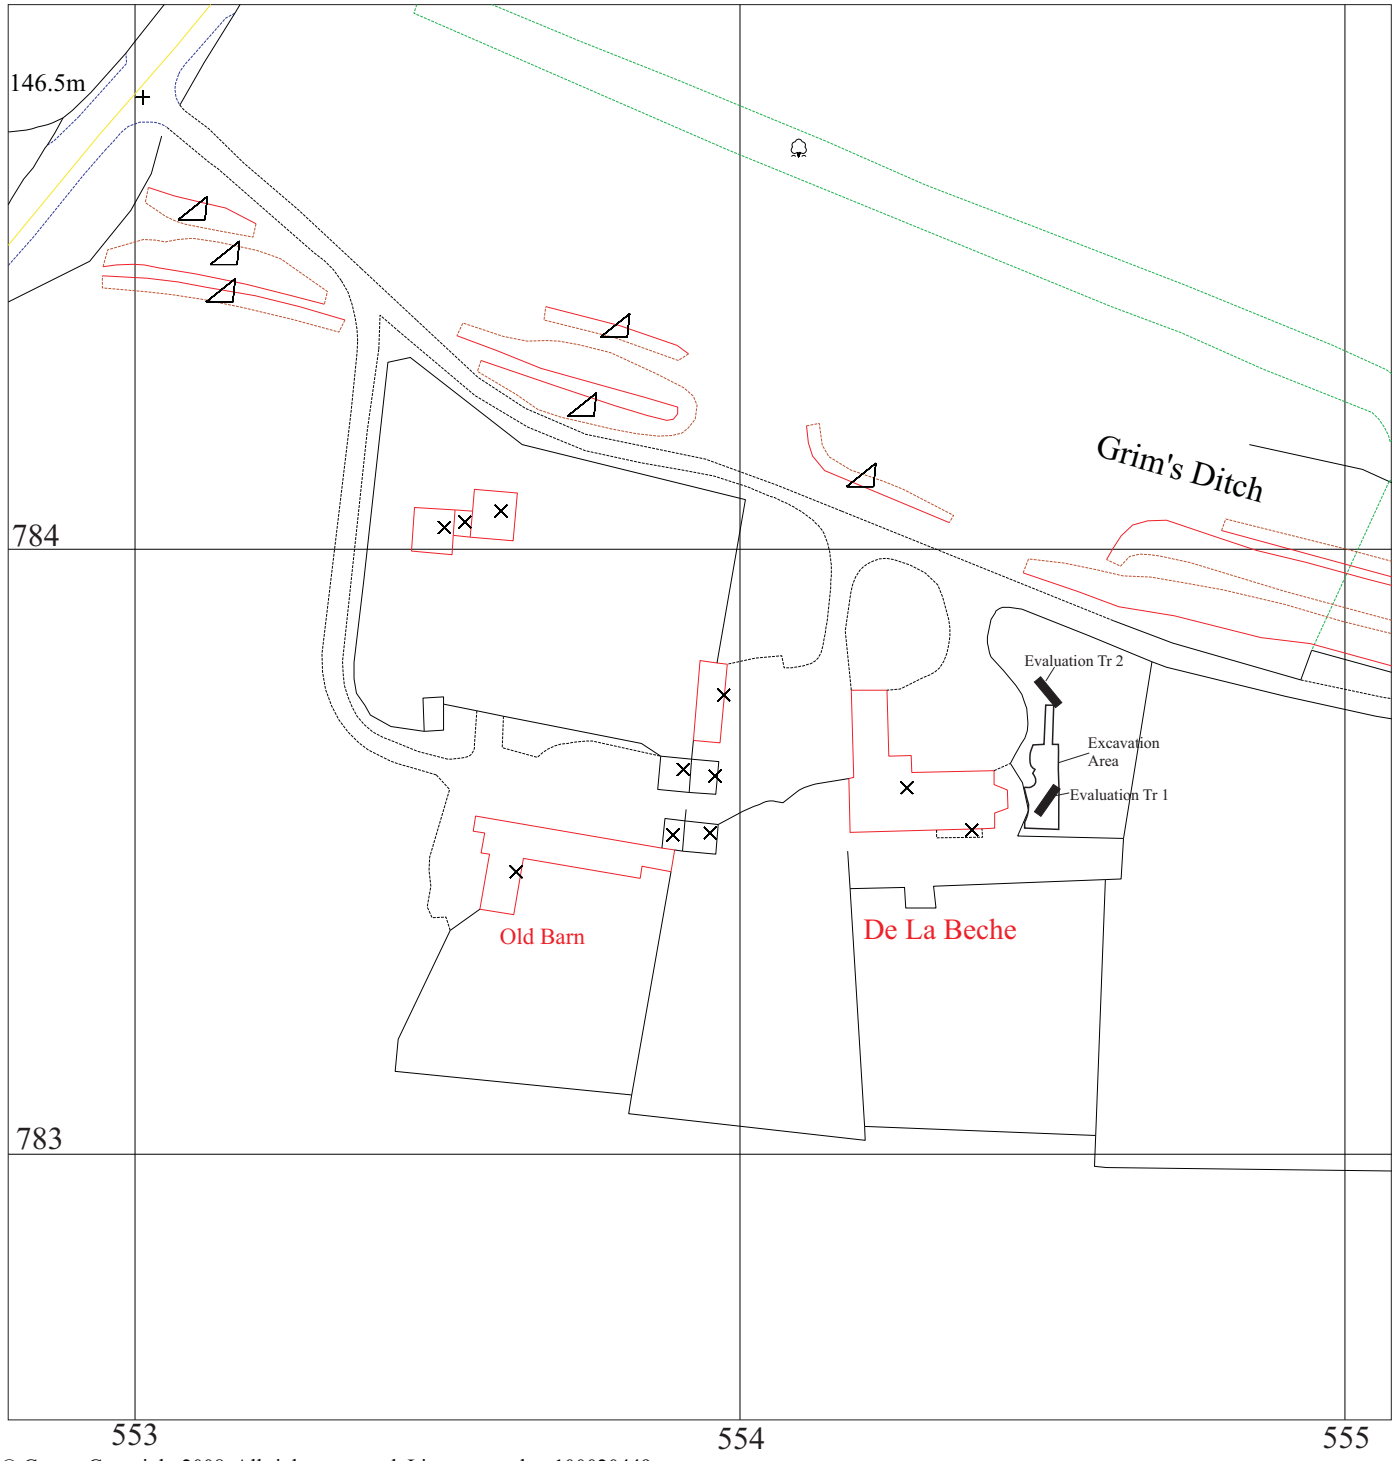 146.5m
Grim's Ditch
784
Evaluation Tr 2
Excavation
Area
Evaluation Tr 1
Old Barn
De La Beche
783
553
554
555